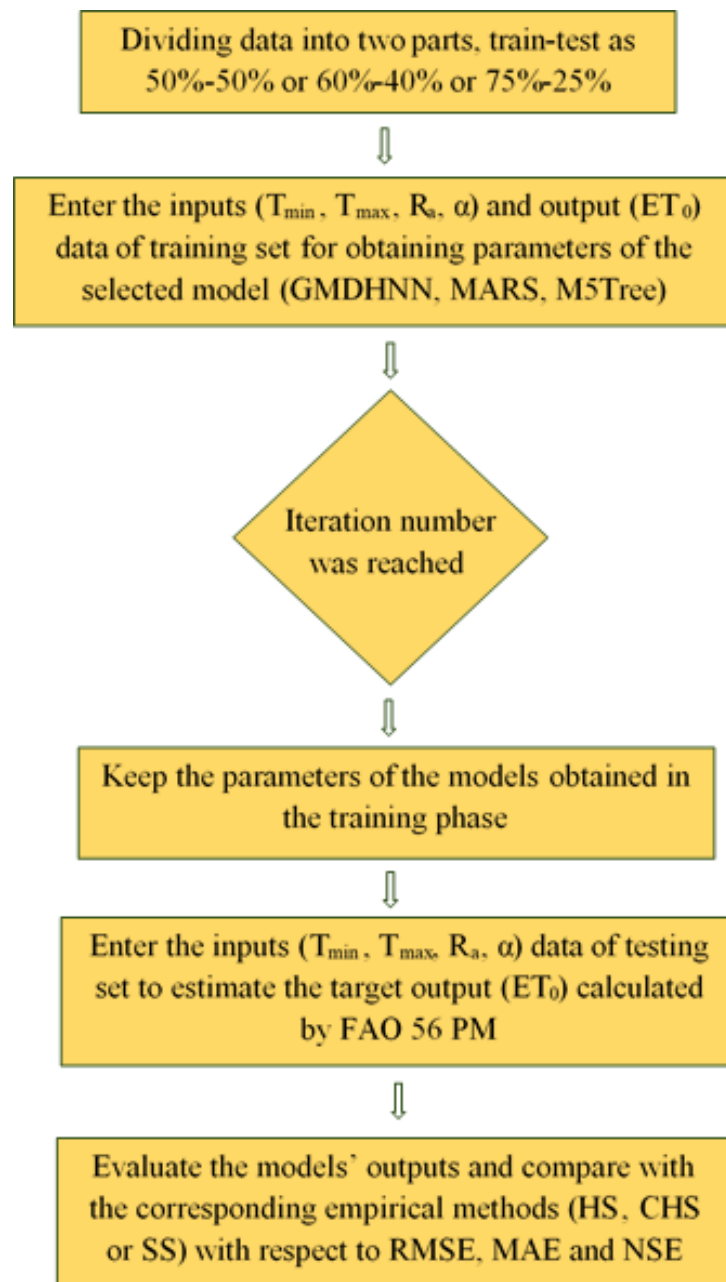 Dividing data into two parts, train-test as
50%-50% or 60%-40% or 75%-25%
Enter the inputs (Tmin, Tmax, Ra, α) and output (ET0)
data of training set for obtaining parameters of the
selected model (GMDHNN, MARS, M5Tree)
Iteration number
was reached
Keep the parameters of the models obtained in
the training phase
Enter the inputs (Tmin, Tmax, Ra, α) data of testing
set to estimate the target output (ET0) calculated
by FAO 56 PM
Evaluate the models’ outputs and compare with
the corresponding empirical methods (HS, CHS
or SS) with respect to RMSE, MAE and NSE